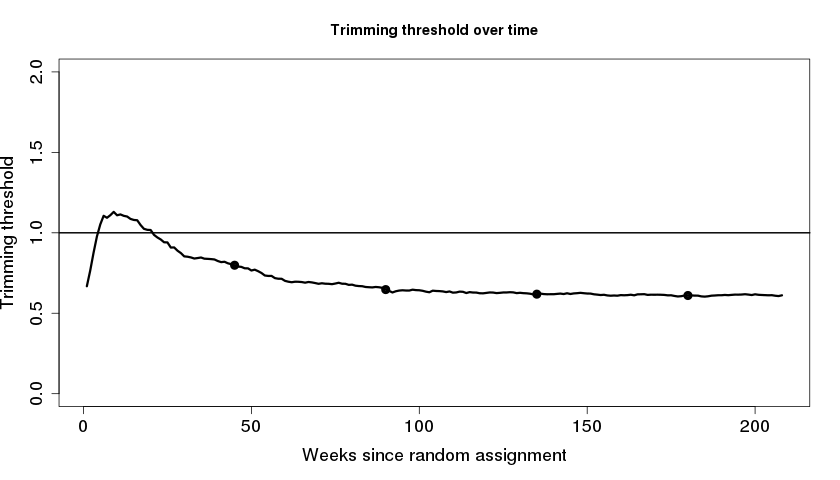 Trimming threshold over time
Trimming threshold
2.0
1.5
1.0
0.5
0.0
0 50 100 150 200
Weeks since random assignment